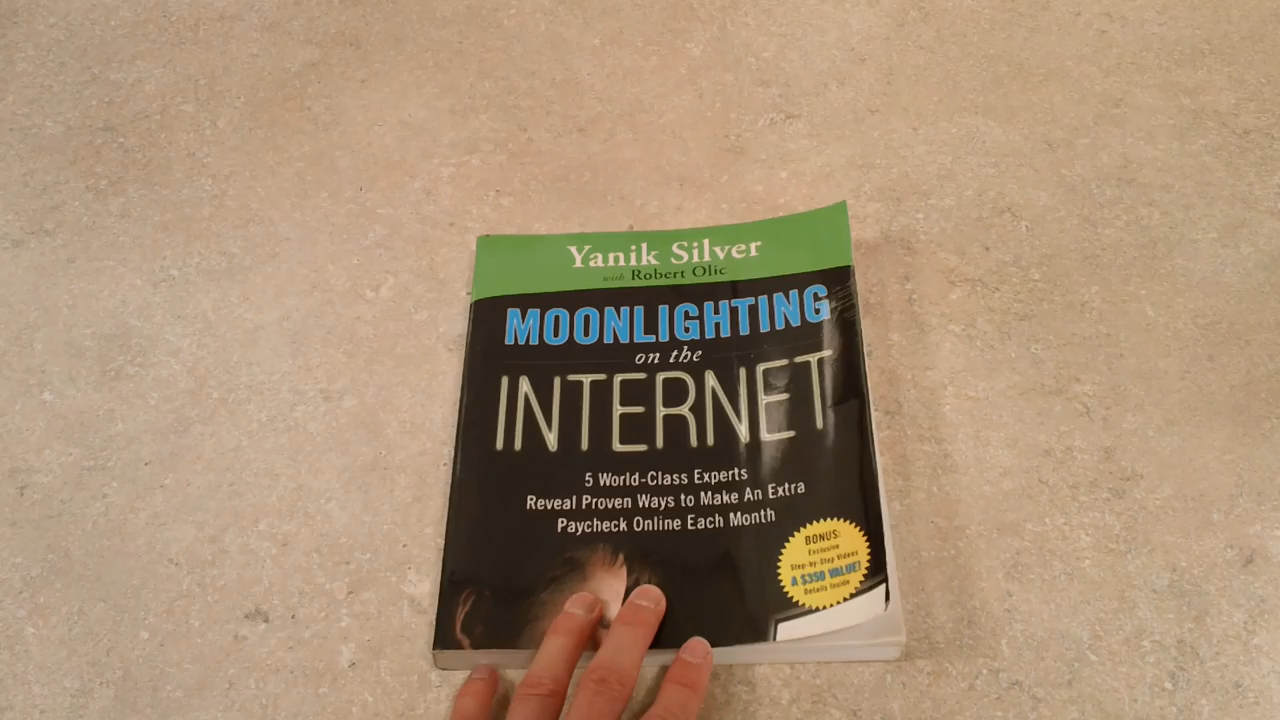 Yanik Silver
with Robert Olic
MOONLIGHTING
on the
INTERNET
5 World-Class Experts
Reveal Proven Ways to Make An Extra
Paycheck Online Each Month
BONUS:
Exclusive
Step-by-Step Videos
A $350 VALUE!
Details Inside